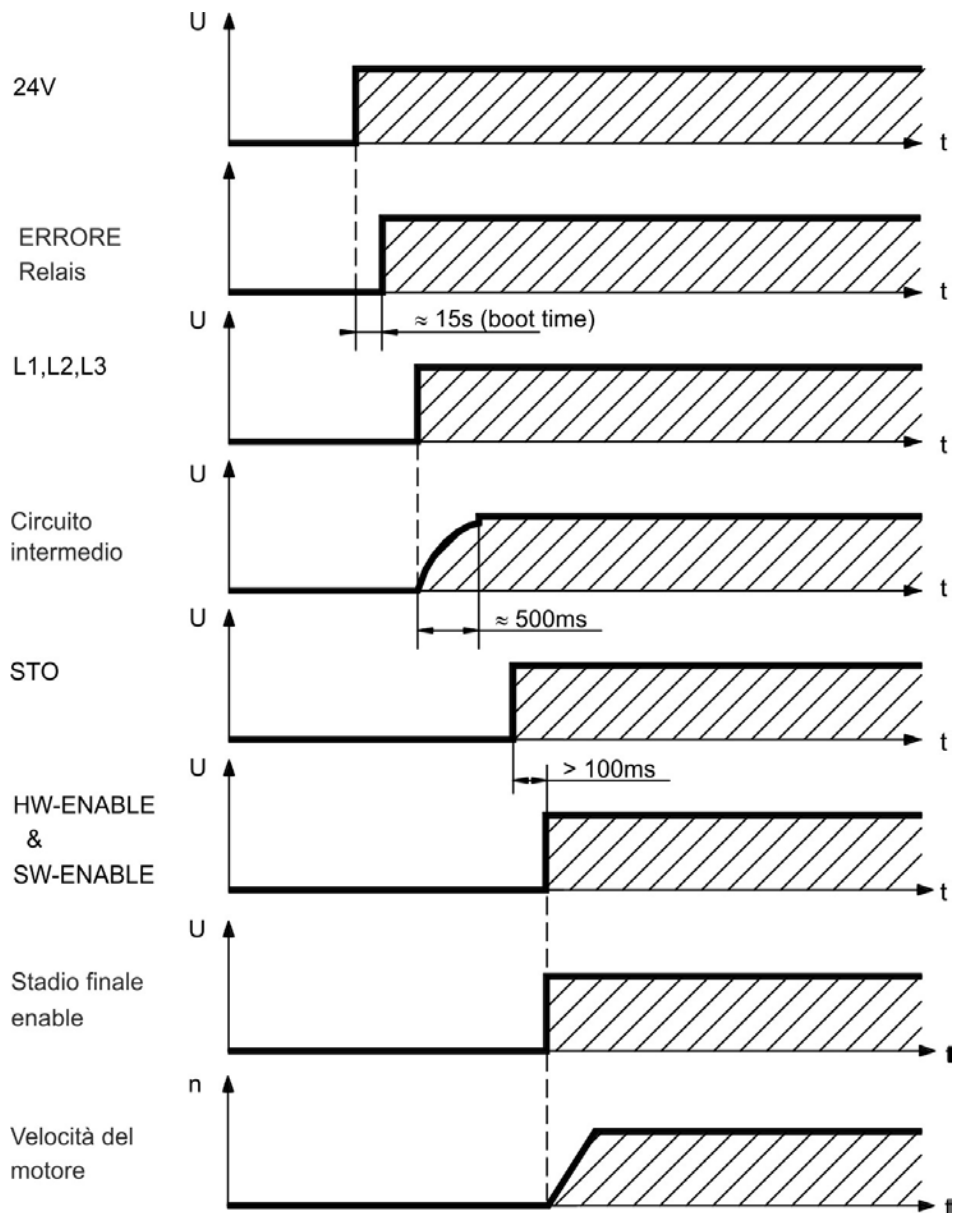 U
24V
t
ERRORE
Relais
t
≈ 15s (boot time)
U
L1,L2,L3
t
U
Circuito
intermedio
t
≈ 500ms
U
STO
t
U
> 100ms
HW-ENABLE
&
SW-ENABLE
t
U
Stadio finale
enable
t
n
Velocità del
motore
t